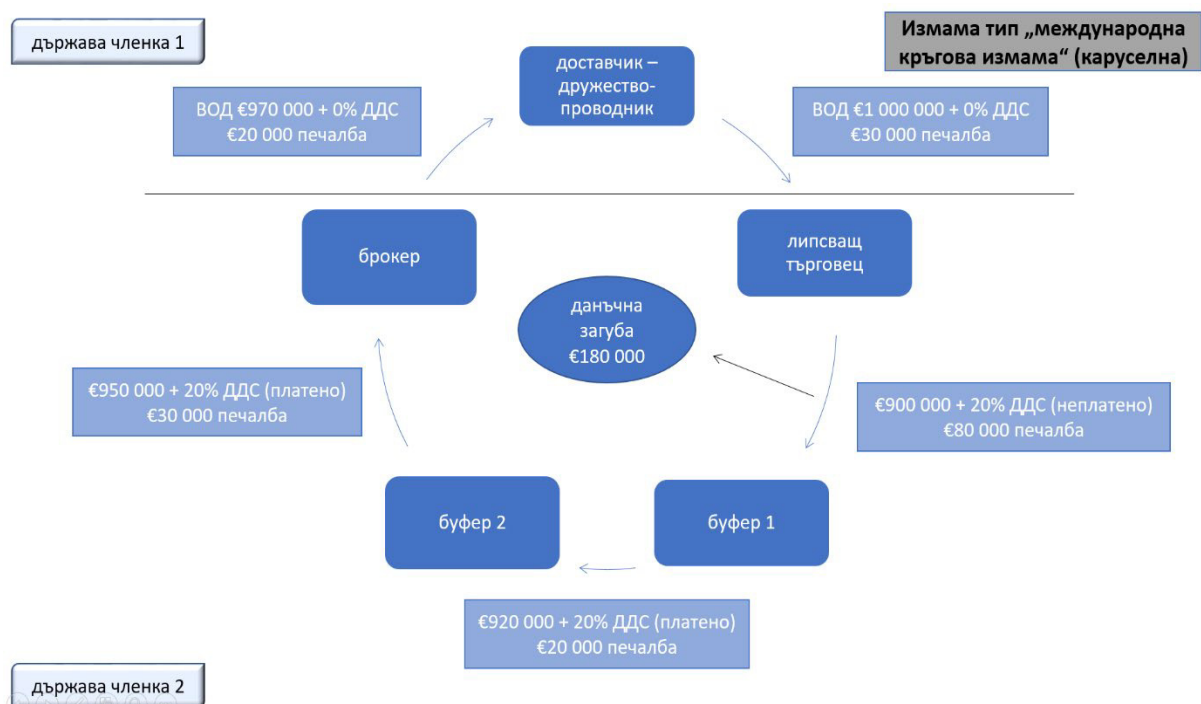 държава членка 1
Измама тип „международна
кръгова измама“ (каруселна)
доставчик –
дружество-
проводник
ВОД €970 000 + 0% ДДС
€20 000 печалба
ВОД €1 000 000 + 0% ДДС
€30 000 печалба
брокер
липсващ
търговец
данъчна
загуба
€180 000
€950 000 + 20% ДДС (платено)
€30 000 печалба
€900 000 + 20% ДДС (неплатено)
€80 000 печалба
буфер 2
буфер 1
€920 000 + 20% ДДС (платено)
€20 000 печалба
държава членка 2